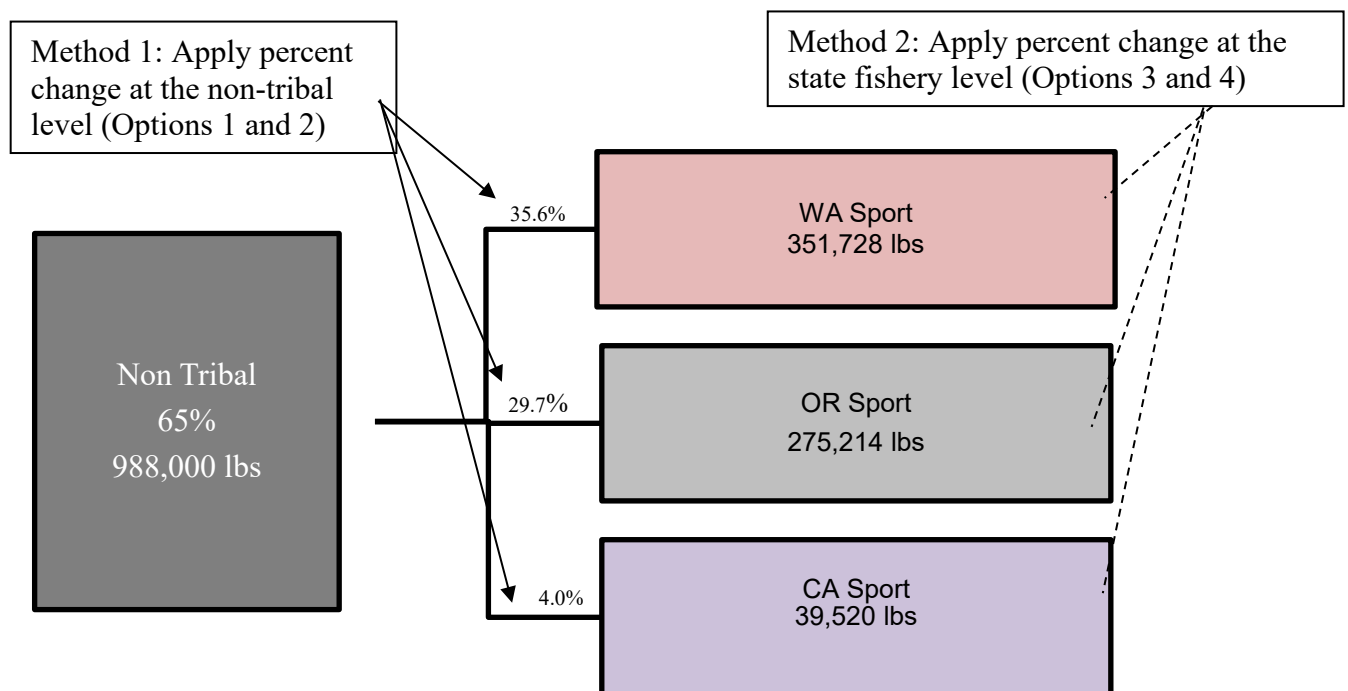 Method 1: Apply percent
change at the non-tribal
level (Options 1 and 2)
Method 2: Apply percent change at the
state fishery level (Options 3 and 4)
Non Tribal
65%
988,000 lbs
35.6%
WA Sport
351,728 lbs
29.7%
OR Sport
275,214 lbs
4.0%
CA Sport
39,520 lbs